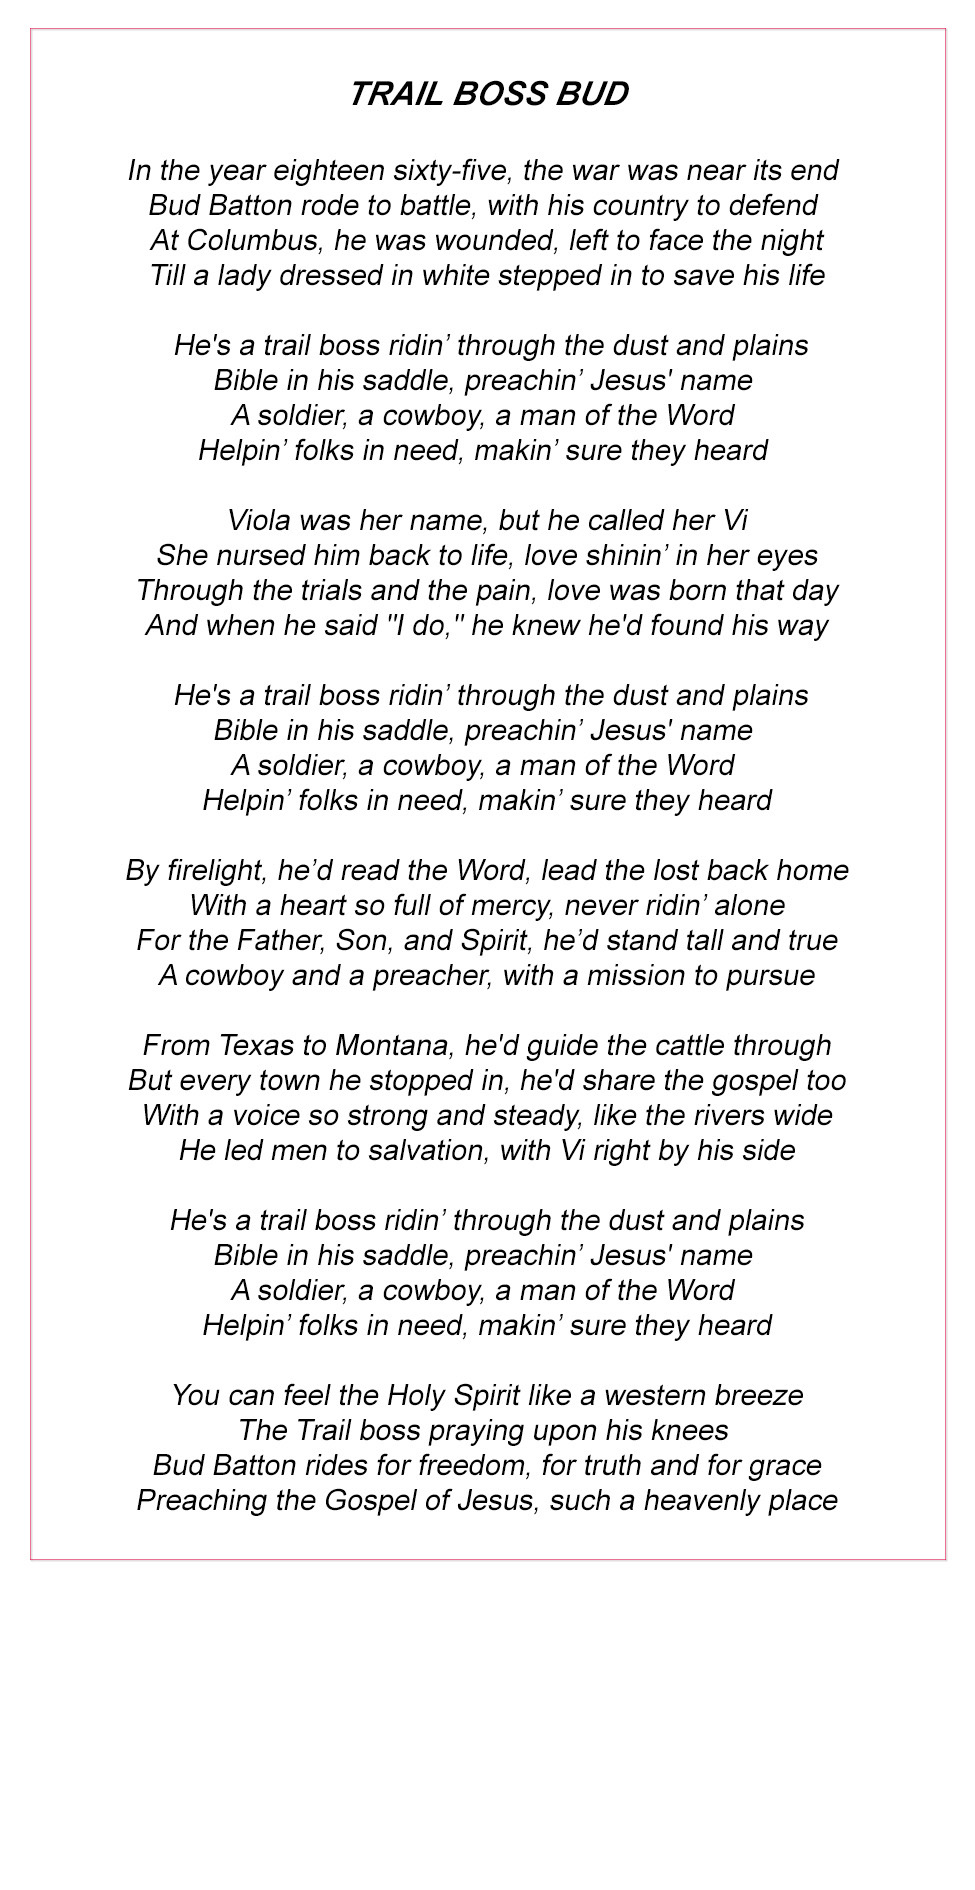 TRAIL BOSS BUD
In the year eighteen sixty-five, the war was near its end
Bud Batton rode to battle, with his country to defend
At Columbus, he was wounded, left to face the night
Till a lady dressed in white stepped in to save his life
He's a trail boss ridin’ through the dust and plains
Bible in his saddle, preachin’ Jesus' name
A soldier, a cowboy, a man of the Word
Helpin’ folks in need, makin’ sure they heard
Viola was her name, but he called her Vi
She nursed him back to life, love shinin’ in her eyes
Through the trials and the pain, love was born that day
And when he said "I do," he knew he'd found his way
He's a trail boss ridin’ through the dust and plains
Bible in his saddle, preachin’ Jesus' name
A soldier, a cowboy, a man of the Word
Helpin’ folks in need, makin’ sure they heard
By firelight, he’d read the Word, lead the lost back home
With a heart so full of mercy, never ridin’ alone
For the Father, Son, and Spirit, he’d stand tall and true
A cowboy and a preacher, with a mission to pursue
From Texas to Montana, he'd guide the cattle through
But every town he stopped in, he'd share the gospel too
With a voice so strong and steady, like the rivers wide
He led men to salvation, with Vi right by his side
He's a trail boss ridin’ through the dust and plains
Bible in his saddle, preachin’ Jesus' name
A soldier, a cowboy, a man of the Word
Helpin’ folks in need, makin’ sure they heard
You can feel the Holy Spirit like a western breeze
The Trail boss praying upon his knees
Bud Batton rides for freedom, for truth and for grace
Preaching the Gospel of Jesus, such a heavenly place